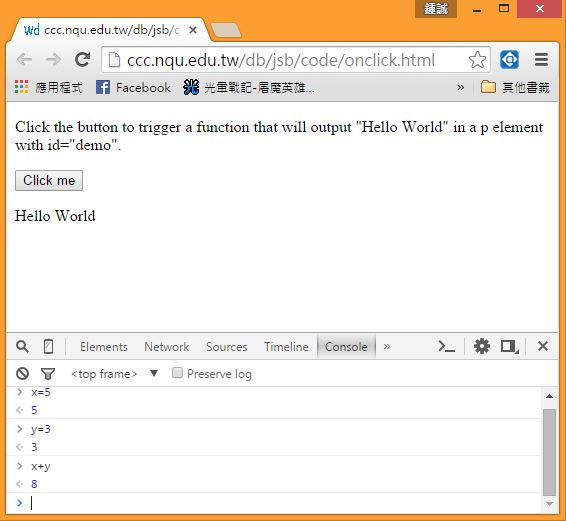 鍾誠
Wd ccc.nqu.edu.tw/db/jsb/c
ccc.nqu.edu.tw/db/jsb/code/onclick.html
應用程式 Facebook 光暈戰記-屠魔英雄... » 其他書籤
Click the button to trigger a function that will output "Hello World" in a p element
with id="demo".
Click me
Hello World
Elements Network Sources Timeline Console »
<top frame> ▼ Preserve log
> x=5
5
> y=3
3
> x+y
8
>